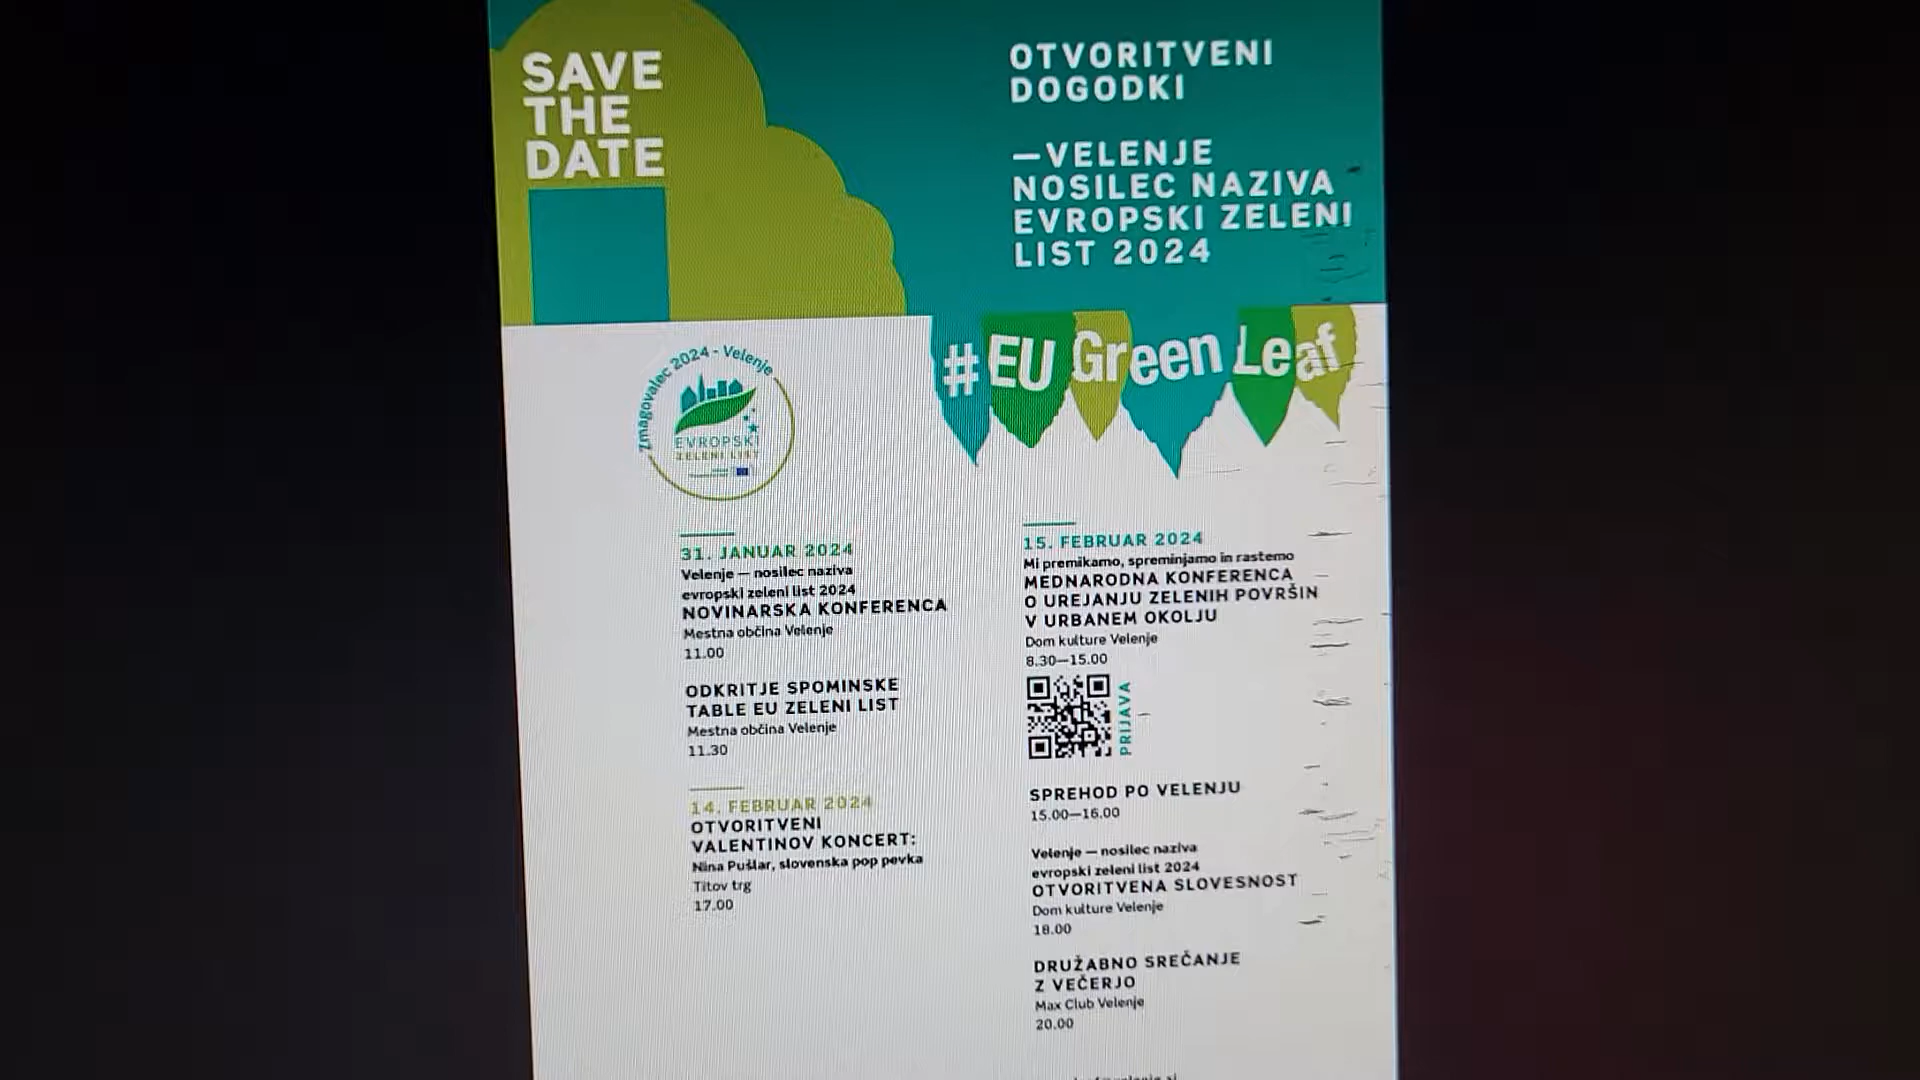 SAVE
THE
DATE
OTVORITVENI
DOGODKI
—VELENJE
NOSILEC NAZIVA
EVROPSKI ZELENI
LIST 2024
#EU Green Leaf
Zmagovalec 2024 - Velenje
EVROPSKI
ZELENI LIST
31. JANUAR 2024
Velenje — nosilec naziva
evropski zeleni list 2024
NOVINARSKA KONFERENCA
Mestna občina Velenje
11.00
ODKRITJE SPOMINSKE
TABLE EU ZELENI LIST
Mestna občina Velenje
11.30
14. FEBRUAR 2024
OTVORITVENI
VALENTINOV KONCERT:
Nina Pušlar, slovenska pop pevka
Titov trg
17.00
15. FEBRUAR 2024
Mi premikamo, spreminjamo in rastemo
MEDNARODNA KONFERENCA
O UREJANJU ZELENIH POVRŠIN
V URBANEM OKOLJU
Dom kulture Velenje
8.30—15.00
PRIJAVA
SPREHOD PO VELENJU
15.00—16.00
Velenje — nosilec naziva
evropski zeleni list 2024
OTVORITVENA SLOVESNOST
Dom kulture Velenje
18.00
DRUŽABNO SREČANJE
Z VEČERJO
Max Club Velenje
20.00